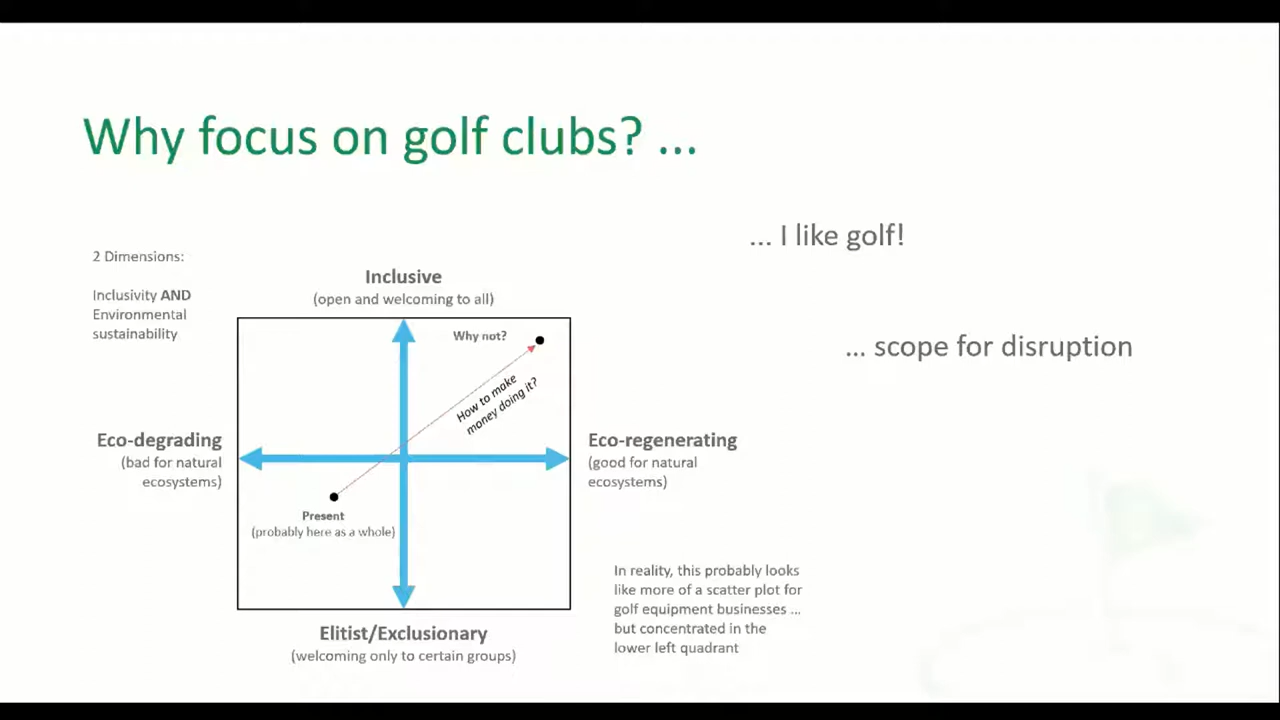 Why focus on golf clubs? ...
... I like golf!
... scope for disruption
2 Dimensions:
Inclusivity AND
Environmental
sustainability
Inclusive
(open and welcoming to all)
Why not?
How to make
money doing it?
Eco-degrading
(bad for natural
ecosystems)
Eco-regenerating
(good for natural
ecosystems)
Present
(probably here as a whole)
Elitist/Exclusionary
(welcoming only to certain groups)
In reality, this probably looks
like more of a scatter plot for
golf equipment businesses ...
but concentrated in the
lower left quadrant